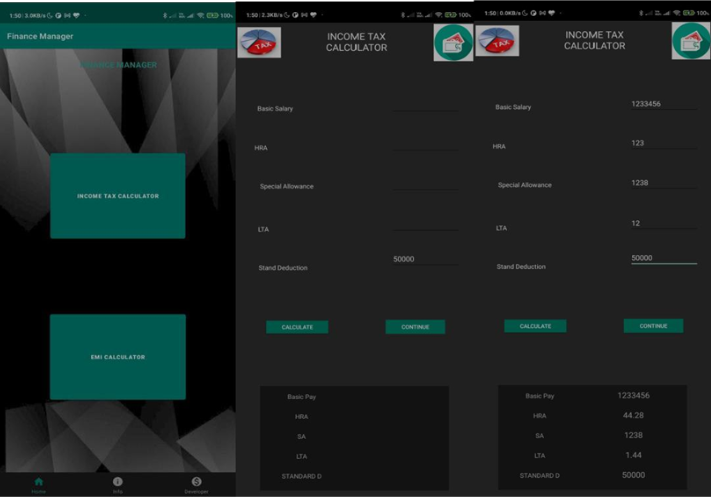 1:50 | 3.0KB/s
100
Finance Manager
FINANCE MANAGER
INCOME TAX CALCULATOR
EMI CALCULATOR
Home
Info
Developer
1:50 | 2.3KB/s
100
TAX
INCOME TAX
CALCULATOR
Basic Salary
HRA
Special Allowance
LTA
Stand Deduction 50000
CALCULATE CONTINUE
Basic Pay
HRA
SA
LTA
STANDARD D
1:50 | 0.0KB/s
100
TAX
INCOME TAX
CALCULATOR
Basic Salary 1233456
HRA 123
Special Allowance 1238
LTA 12
Stand Deduction 50000
CALCULATE CONTINUE
Basic Pay 1233456
HRA 44.28
SA 1238
LTA 1.44
STANDARD D 50000